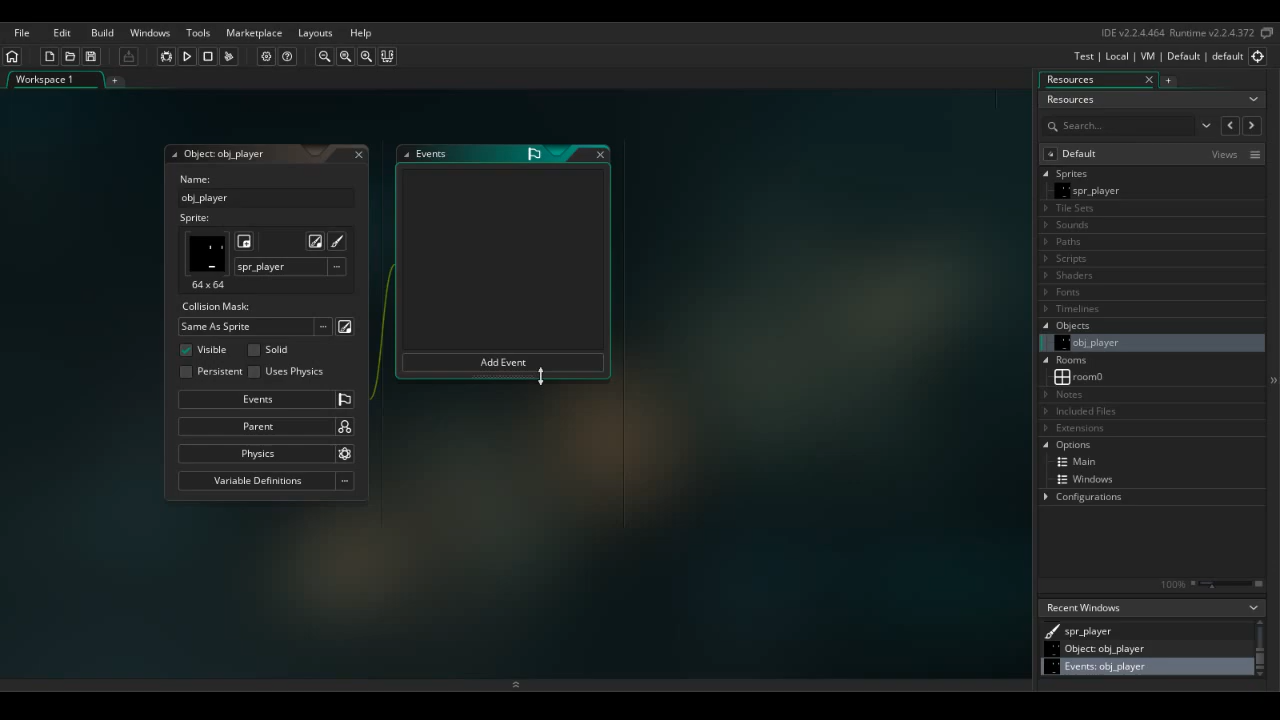 File Edit Build Windows Tools Marketplace Layouts Help
IDE v2.2.4.464 Runtime v2.2.4.372
Test | Local | VM | Default | default
Workspace 1
Object: obj_player
Name:
obj_player
Sprite:
spr_player
64 x 64
Collision Mask:
Same As Sprite
Visible Solid
Persistent Uses Physics
Events
Parent
Physics
Variable Definitions
Events
Add Event
Resources
Resources
Search...
Default Views
Sprites
spr_player
Tile Sets
Sounds
Paths
Scripts
Shaders
Fonts
Timelines
Objects
obj_player
Rooms
room0
Notes
Included Files
Extensions
Options
Main
Windows
Configurations
100%
Recent Windows
spr_player
Object: obj_player
Events: obj_player